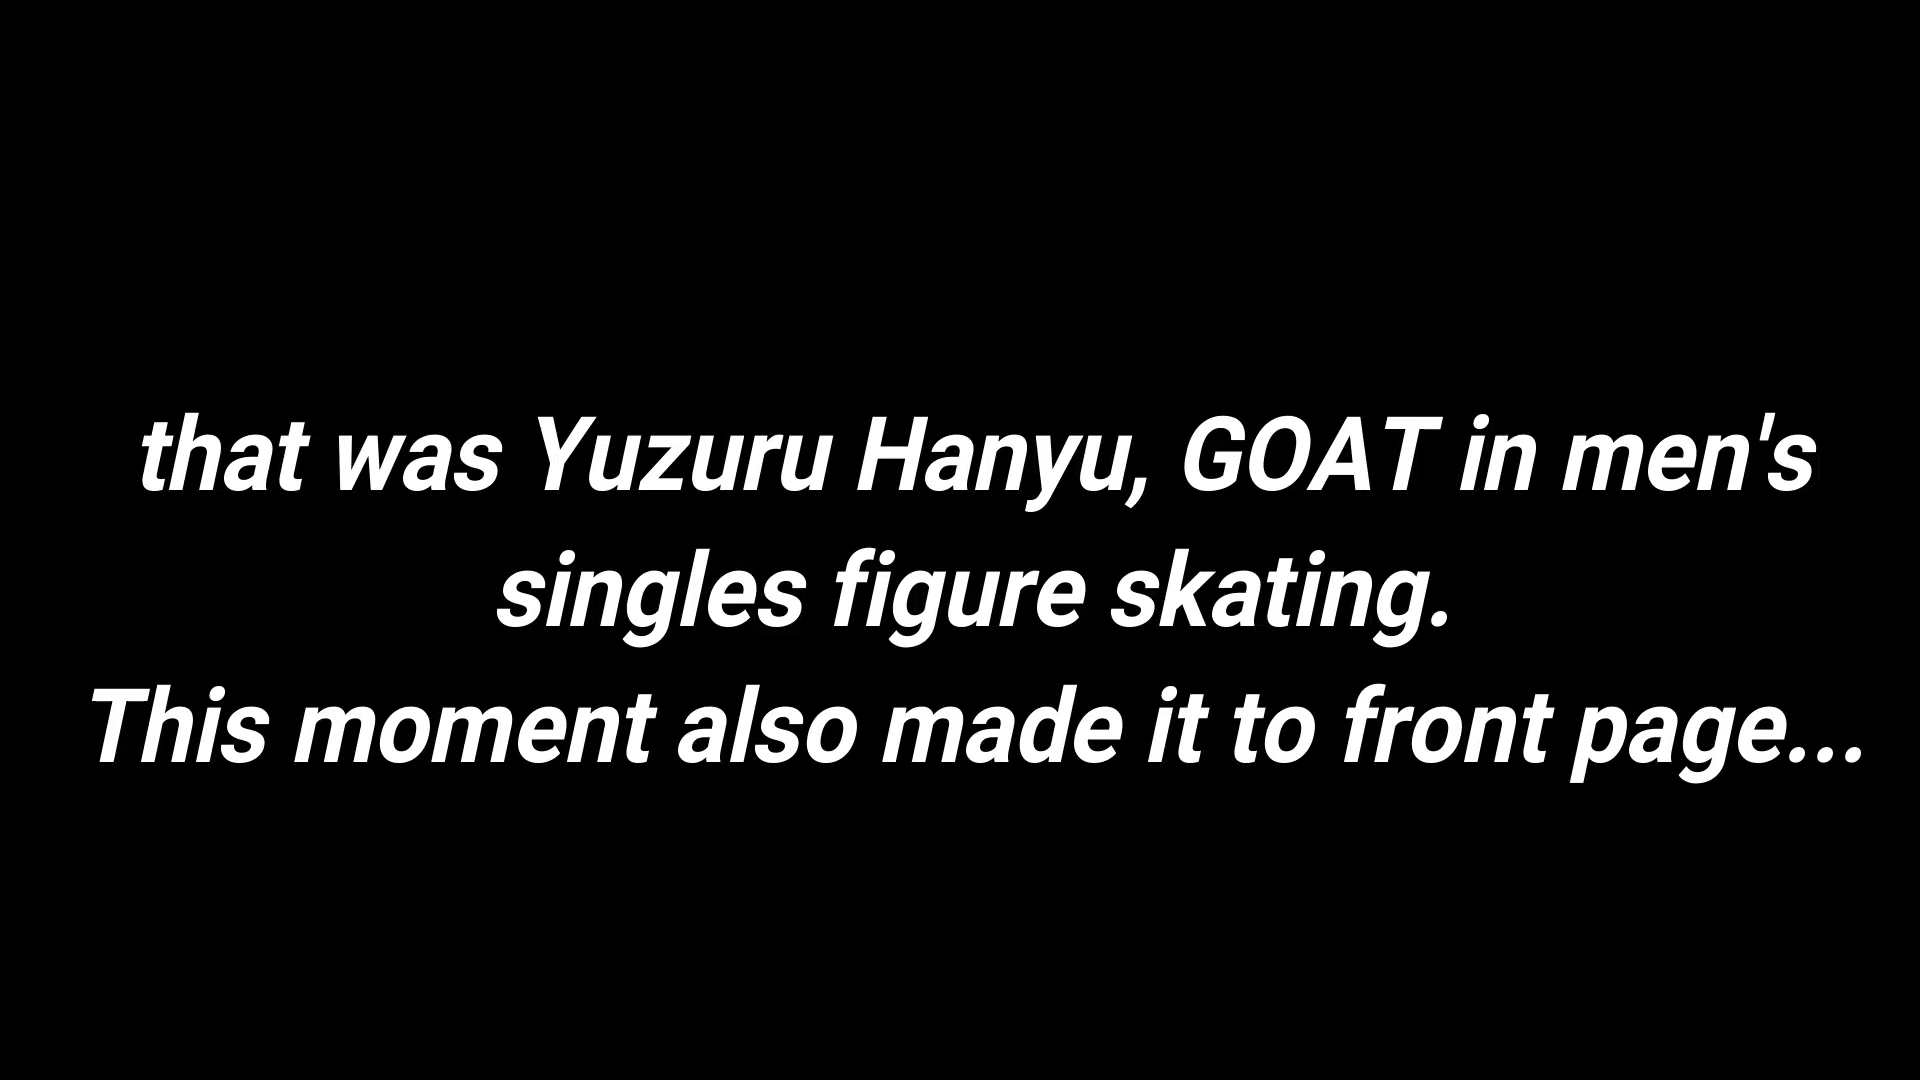 that was Yuzuru Hanyu, GOAT in men's
singles figure skating.
This moment also made it to front page...